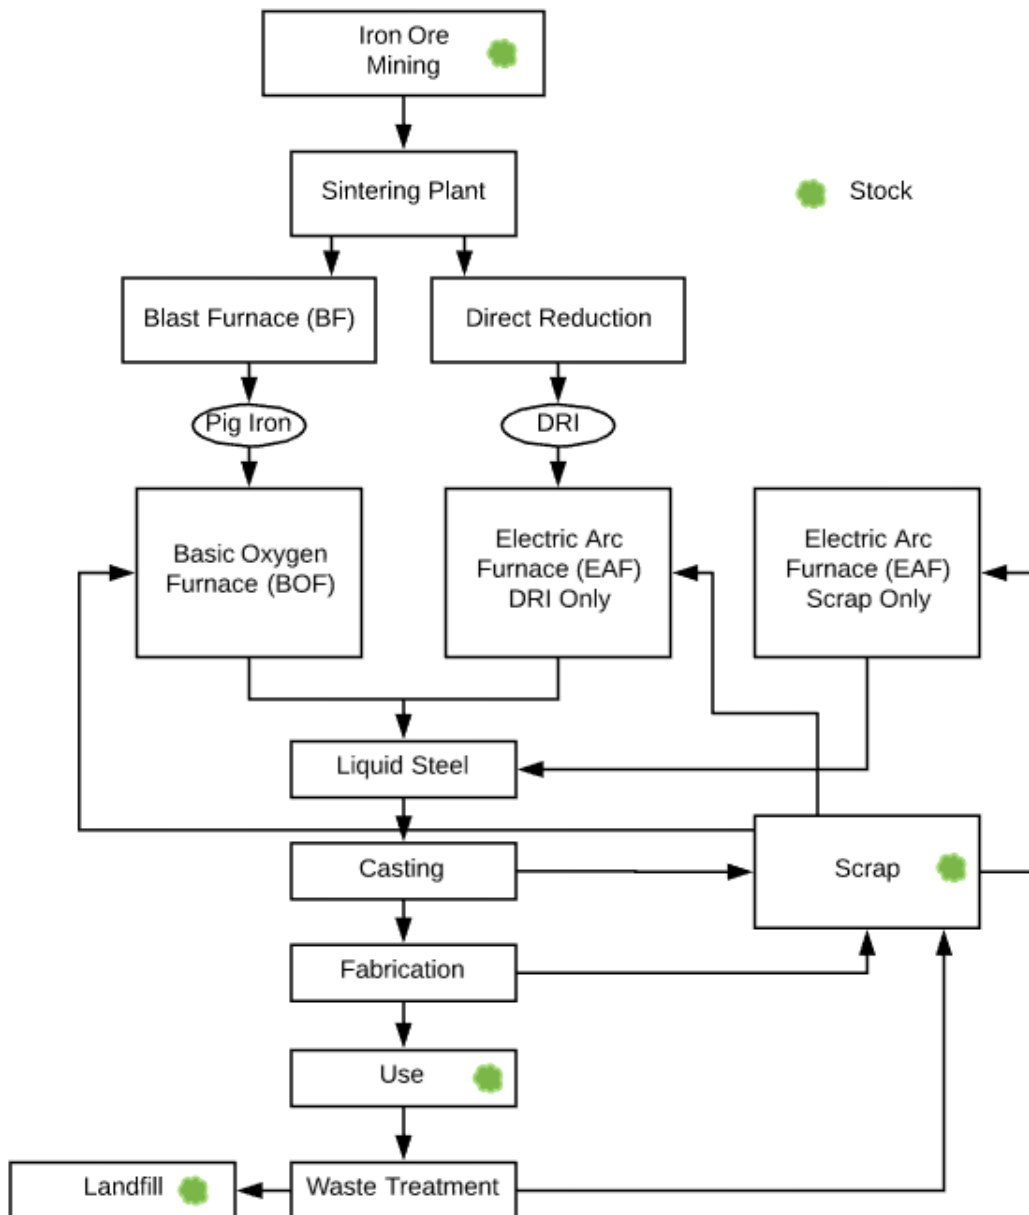 Iron Ore
Mining
Sintering Plant
Stock
Blast Furnace (BF)
Direct Reduction
Pig Iron
DRI
Basic Oxygen
Furnace (BOF)
Electric Arc
Furnace (EAF)
DRI Only
Electric Arc
Furnace (EAF)
Scrap Only
Liquid Steel
Casting
Scrap
Fabrication
Use
Landfill
Waste Treatment